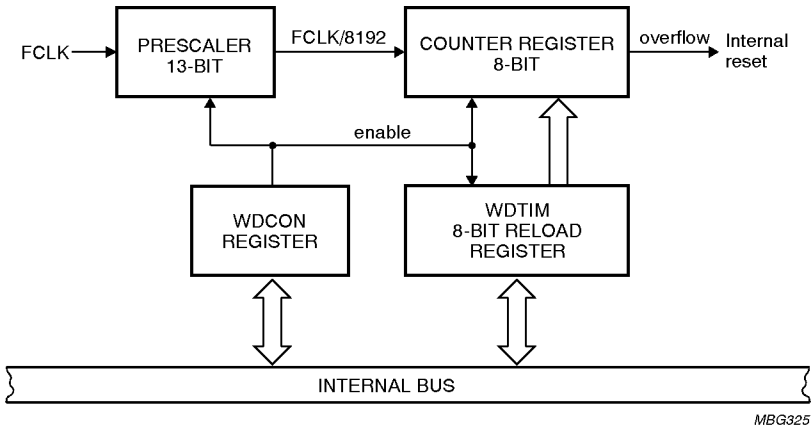 FCLK
PRESCALER
13-BIT
FCLK/8192
COUNTER REGISTER
8-BIT
overflow
Internal
reset
enable
WDCON
REGISTER
WDTIM
8-BIT RELOAD
REGISTER
INTERNAL BUS
MBG325